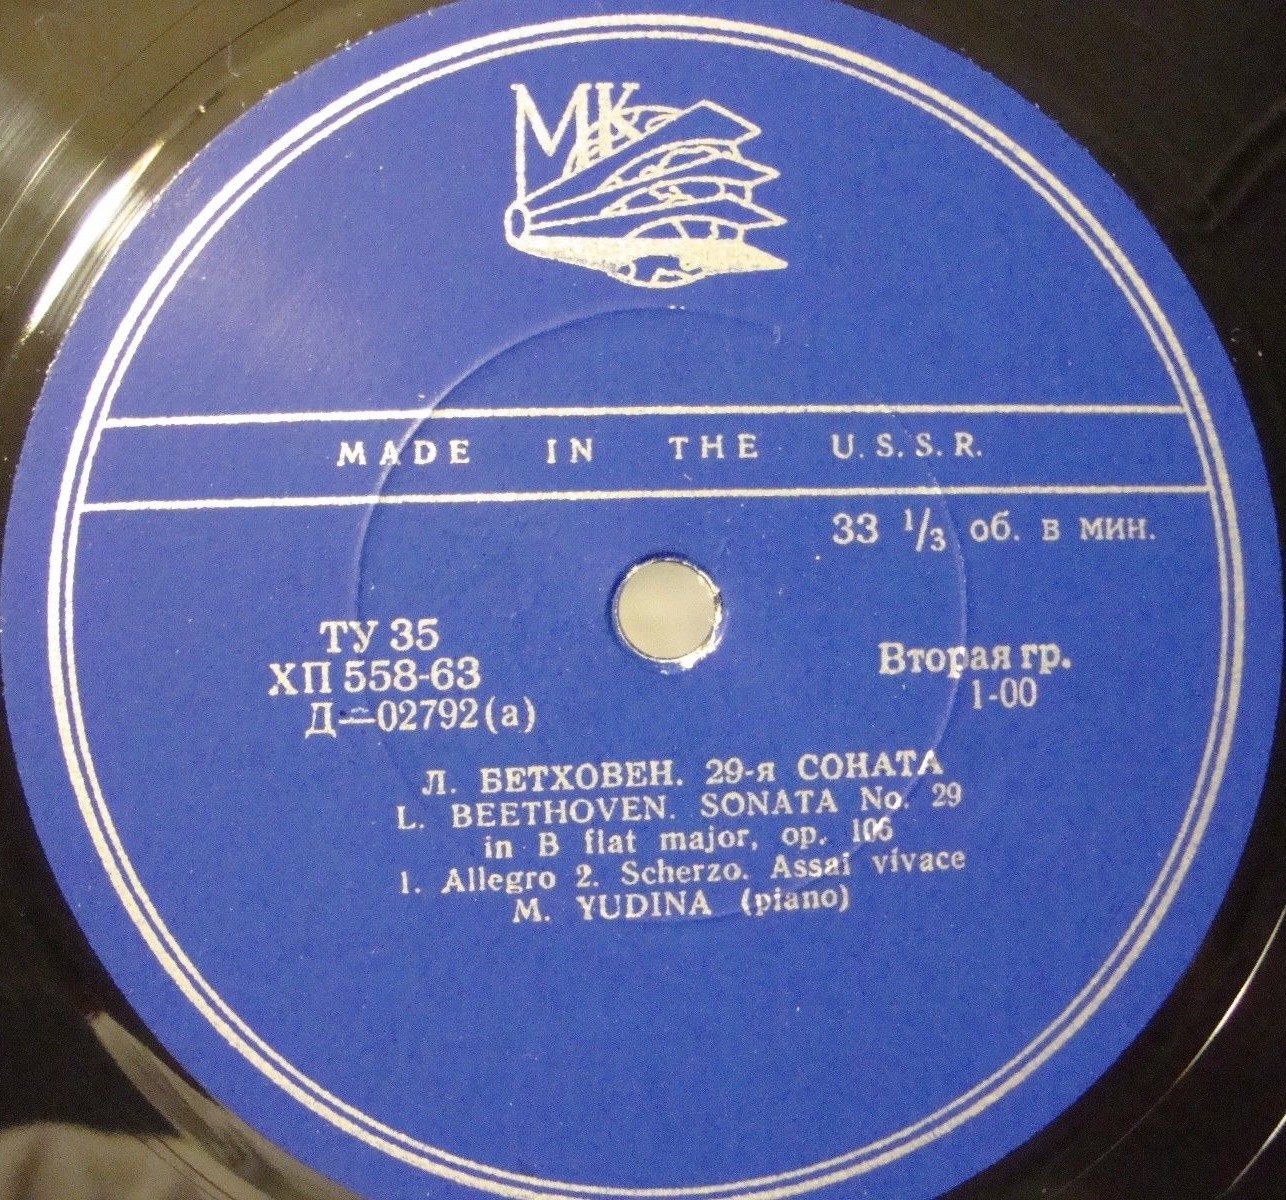 МК
MADE IN THE U.S.S.R.
33 1/3 об. в мин.
ТУ 35
ХП 558-63
Д—02792(а)
Вторая гр.
1-00
Л. БЕТХОВЕН. 29-я СОНАТА
L. BEETHOVEN. SONATA No. 29
in B flat major, op. 106
1. Allegro 2. Scherzo. Assai vivace
M. YUDINA (piano)